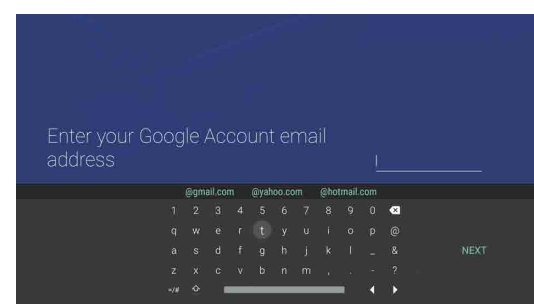 Enter your Google Account email
address
@gmail.com @yahoo.com @hotmail.com
1 2 3 4 5 6 7 8 9 0
q w e r t y u i o p @
a s d f g h j k l _ &
NEXT
z x c v b n m , . - ?
=/#